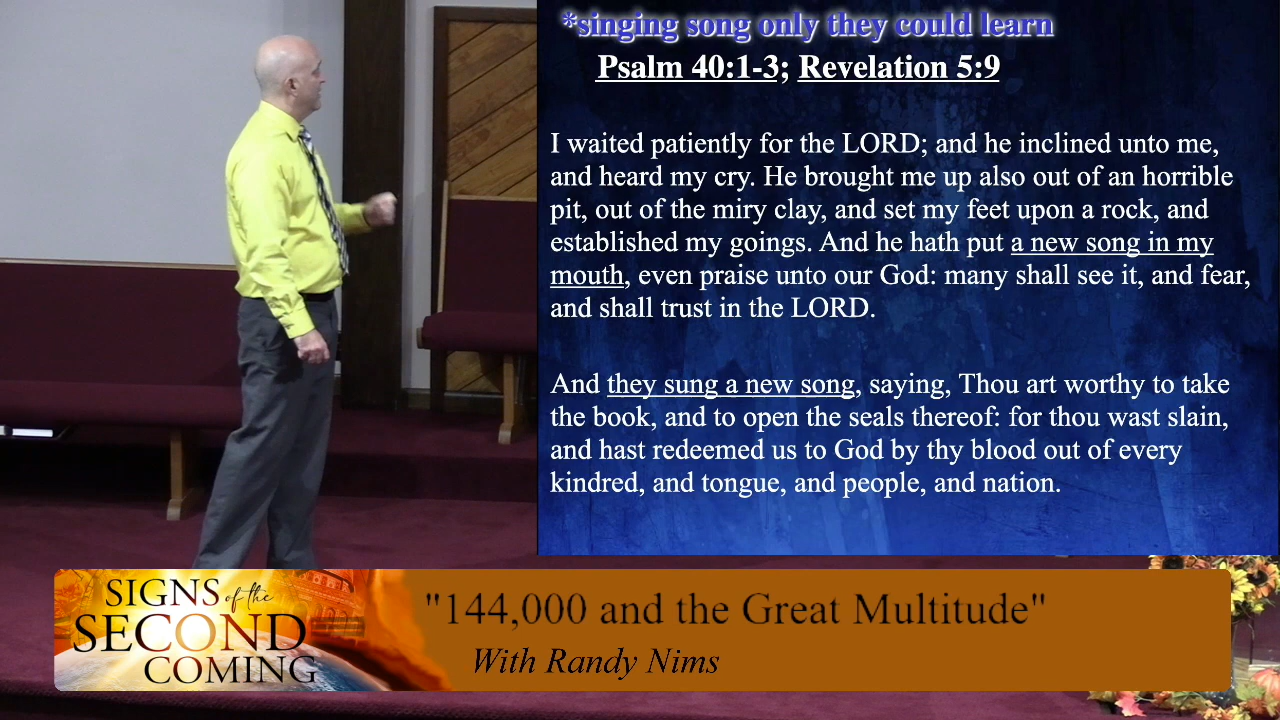 *singing song only they could learn
Psalm 40:1-3; Revelation 5:9
I waited patiently for the LORD; and he inclined unto me,
and heard my cry. He brought me up also out of an horrible
pit, out of the miry clay, and set my feet upon a rock, and
established my goings. And he hath put a new song in my
mouth, even praise unto our God: many shall see it, and fear,
and shall trust in the LORD.
And they sung a new song, saying, Thou art worthy to take
the book, and to open the seals thereof: for thou wast slain,
and hast redeemed us to God by thy blood out of every
kindred, and tongue, and people, and nation.
SIGNS of the
SECOND
COMING
"144,000 and the Great Multitude"
With Randy Nims